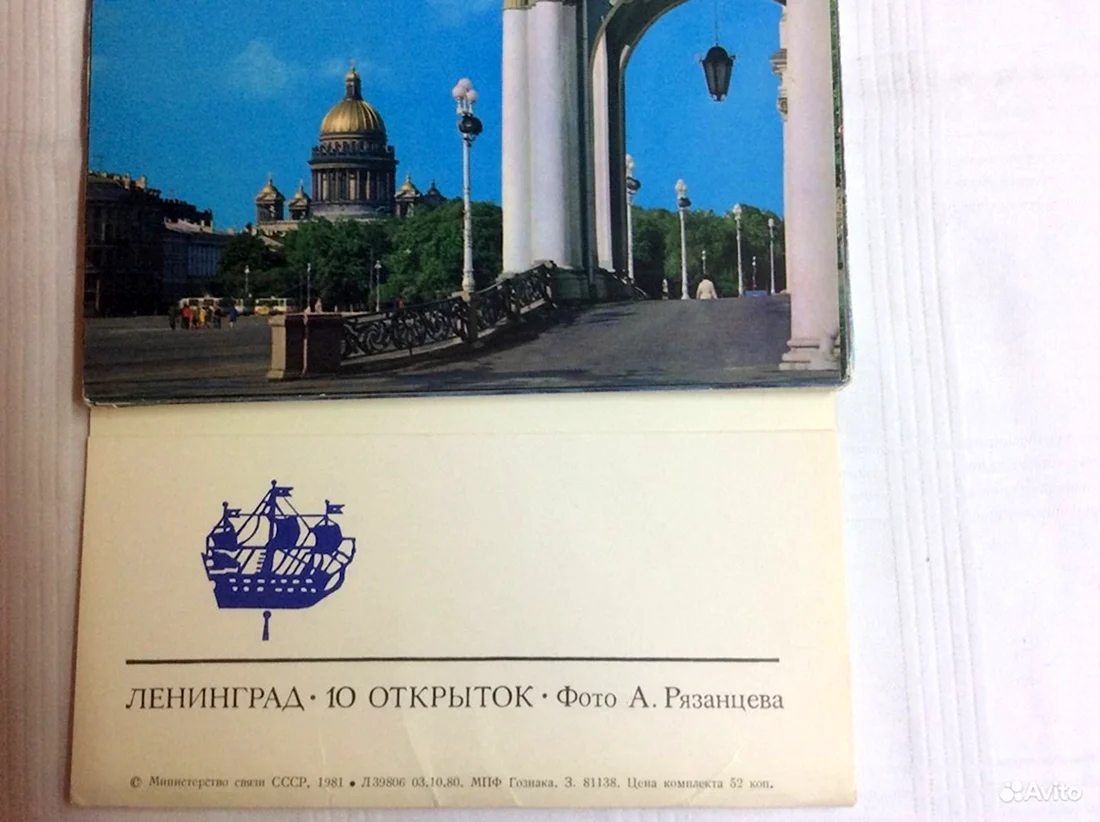 ЛЕНИНГРАД · 10 ОТКРЫТОК · Фото А. Рязанцева
© Министерство связи СССР, 1981 • Л39806 03.10.80. МПФ Гознака. З. 81138. Цена комплекта 52 коп.
Avito